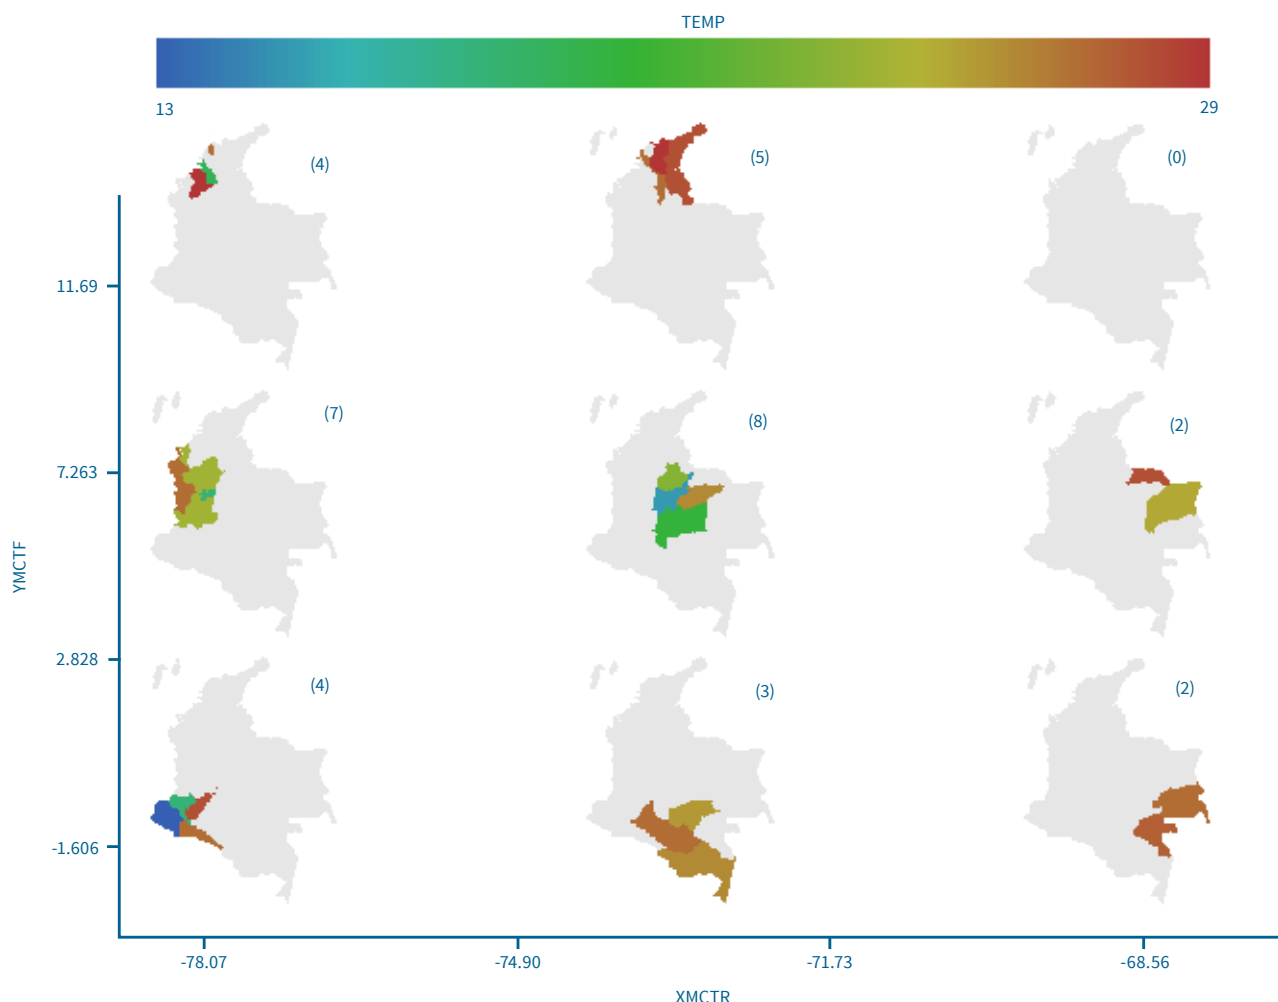 TEMP
13 29
(4) (5) (0)
11.69
(7) (8) (2)
7.263
YMCTF
2.828
(4) (3) (2)
-1.606
-78.07 -74.90 -71.73 -68.56
XMCTR